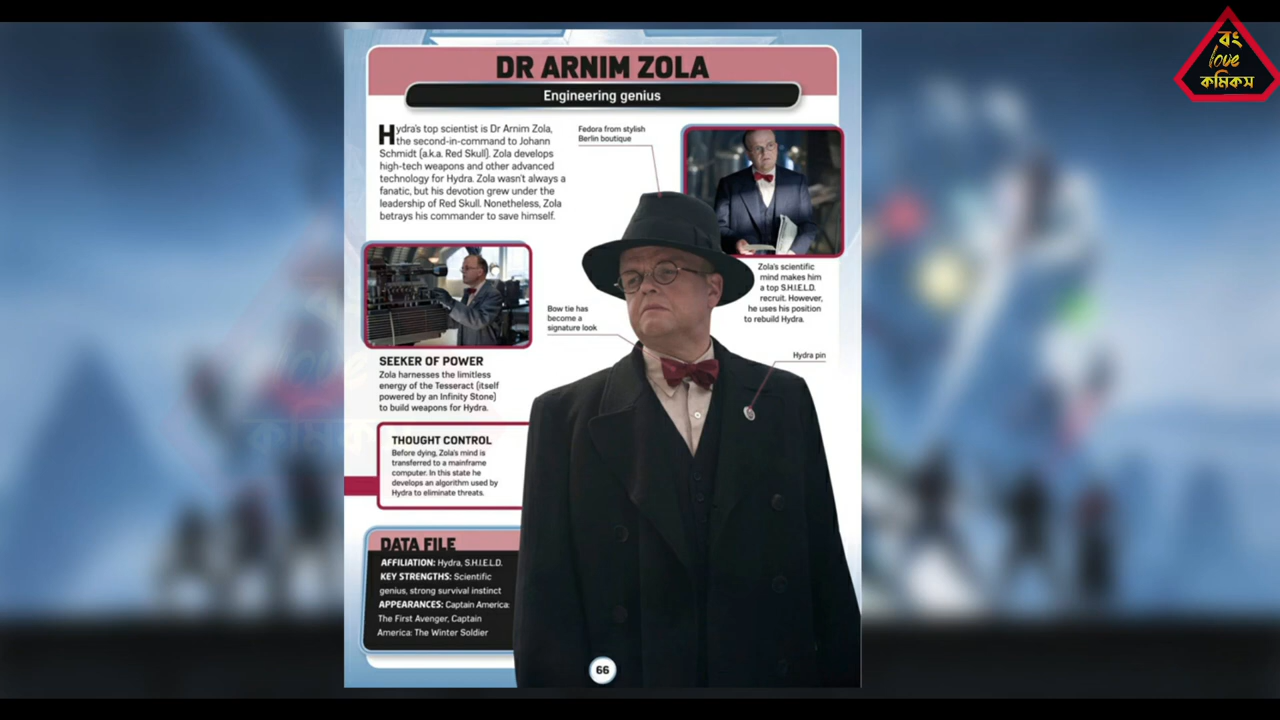 DR ARNIM ZOLA
Engineering genius
Hydra's top scientist is Dr Arnim Zola,
the second-in-command to Johann
Schmidt (a.k.a. Red Skull). Zola develops
high-tech weapons and other advanced
technology for Hydra. Zola wasn't always a
fanatic, but his devotion grew under the
leadership of Red Skull. Nonetheless, Zola
betrays his commander to save himself.
Fedora from stylish
Berlin boutique
Zola's scientific
mind makes him
a top S.H.I.E.L.D.
recruit. However,
he uses his position
to rebuild Hydra.
Bow tie has
become a
signature look
Hydra pin
SEEKER OF POWER
Zola harnesses the limitless
energy of the Tesseract (itself
powered by an Infinity Stone)
to build weapons for Hydra.
THOUGHT CONTROL
Before dying, Zola's mind is
transferred to a mainframe
computer. In this state he
develops an algorithm used by
Hydra to eliminate threats.
DATA FILE
AFFILIATION: Hydra, S.H.I.E.L.D.
KEY STRENGTHS: Scientific
genius, strong survival instinct
APPEARANCES: Captain America:
The First Avenger, Captain
America: The Winter Soldier
66
বং
love
কমিকস